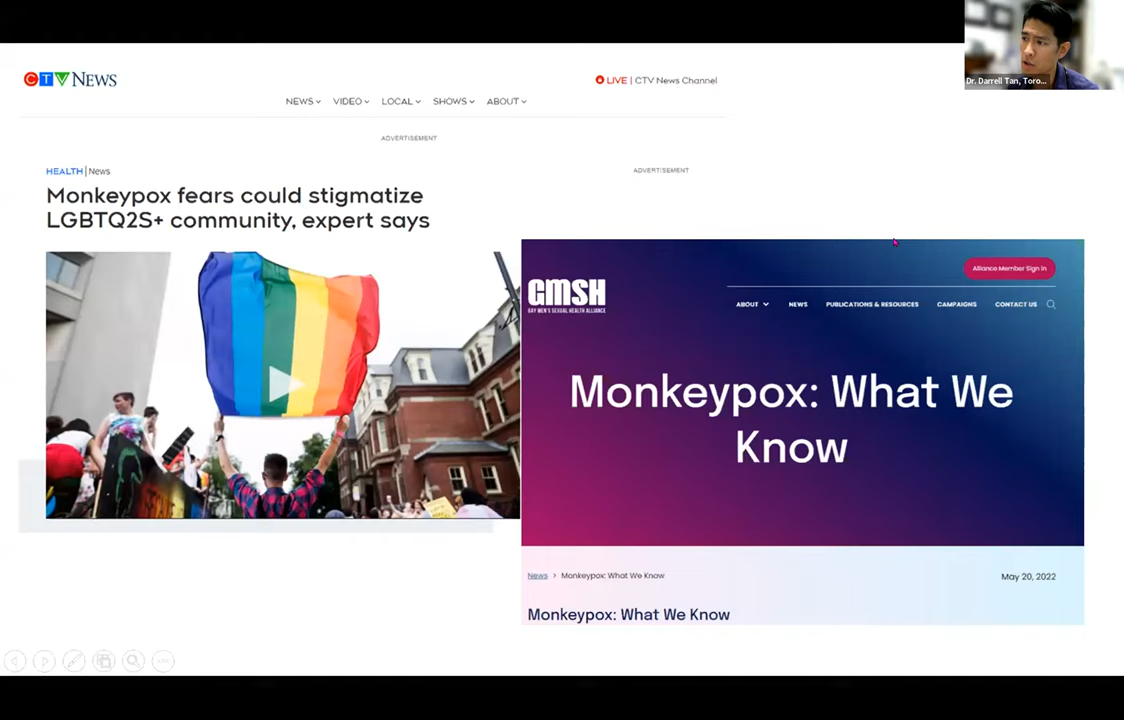 Dr. Darrell Tan, Toro...
CTV NEWS
LIVE | CTV News Channel
NEWS VIDEO LOCAL SHOWS ABOUT
ADVERTISEMENT
ADVERTISEMENT
HEALTH | News
Monkeypox fears could stigmatize
LGBTQ2S+ community, expert says
Alliance Member Sign In
GMSH
GAY MEN'S SEXUAL HEALTH ALLIANCE
ABOUT NEWS PUBLICATIONS & RESOURCES CAMPAIGNS CONTACT US
Monkeypox: What We
Know
News > Monkeypox: What We Know
May 20, 2022
Monkeypox: What We Know